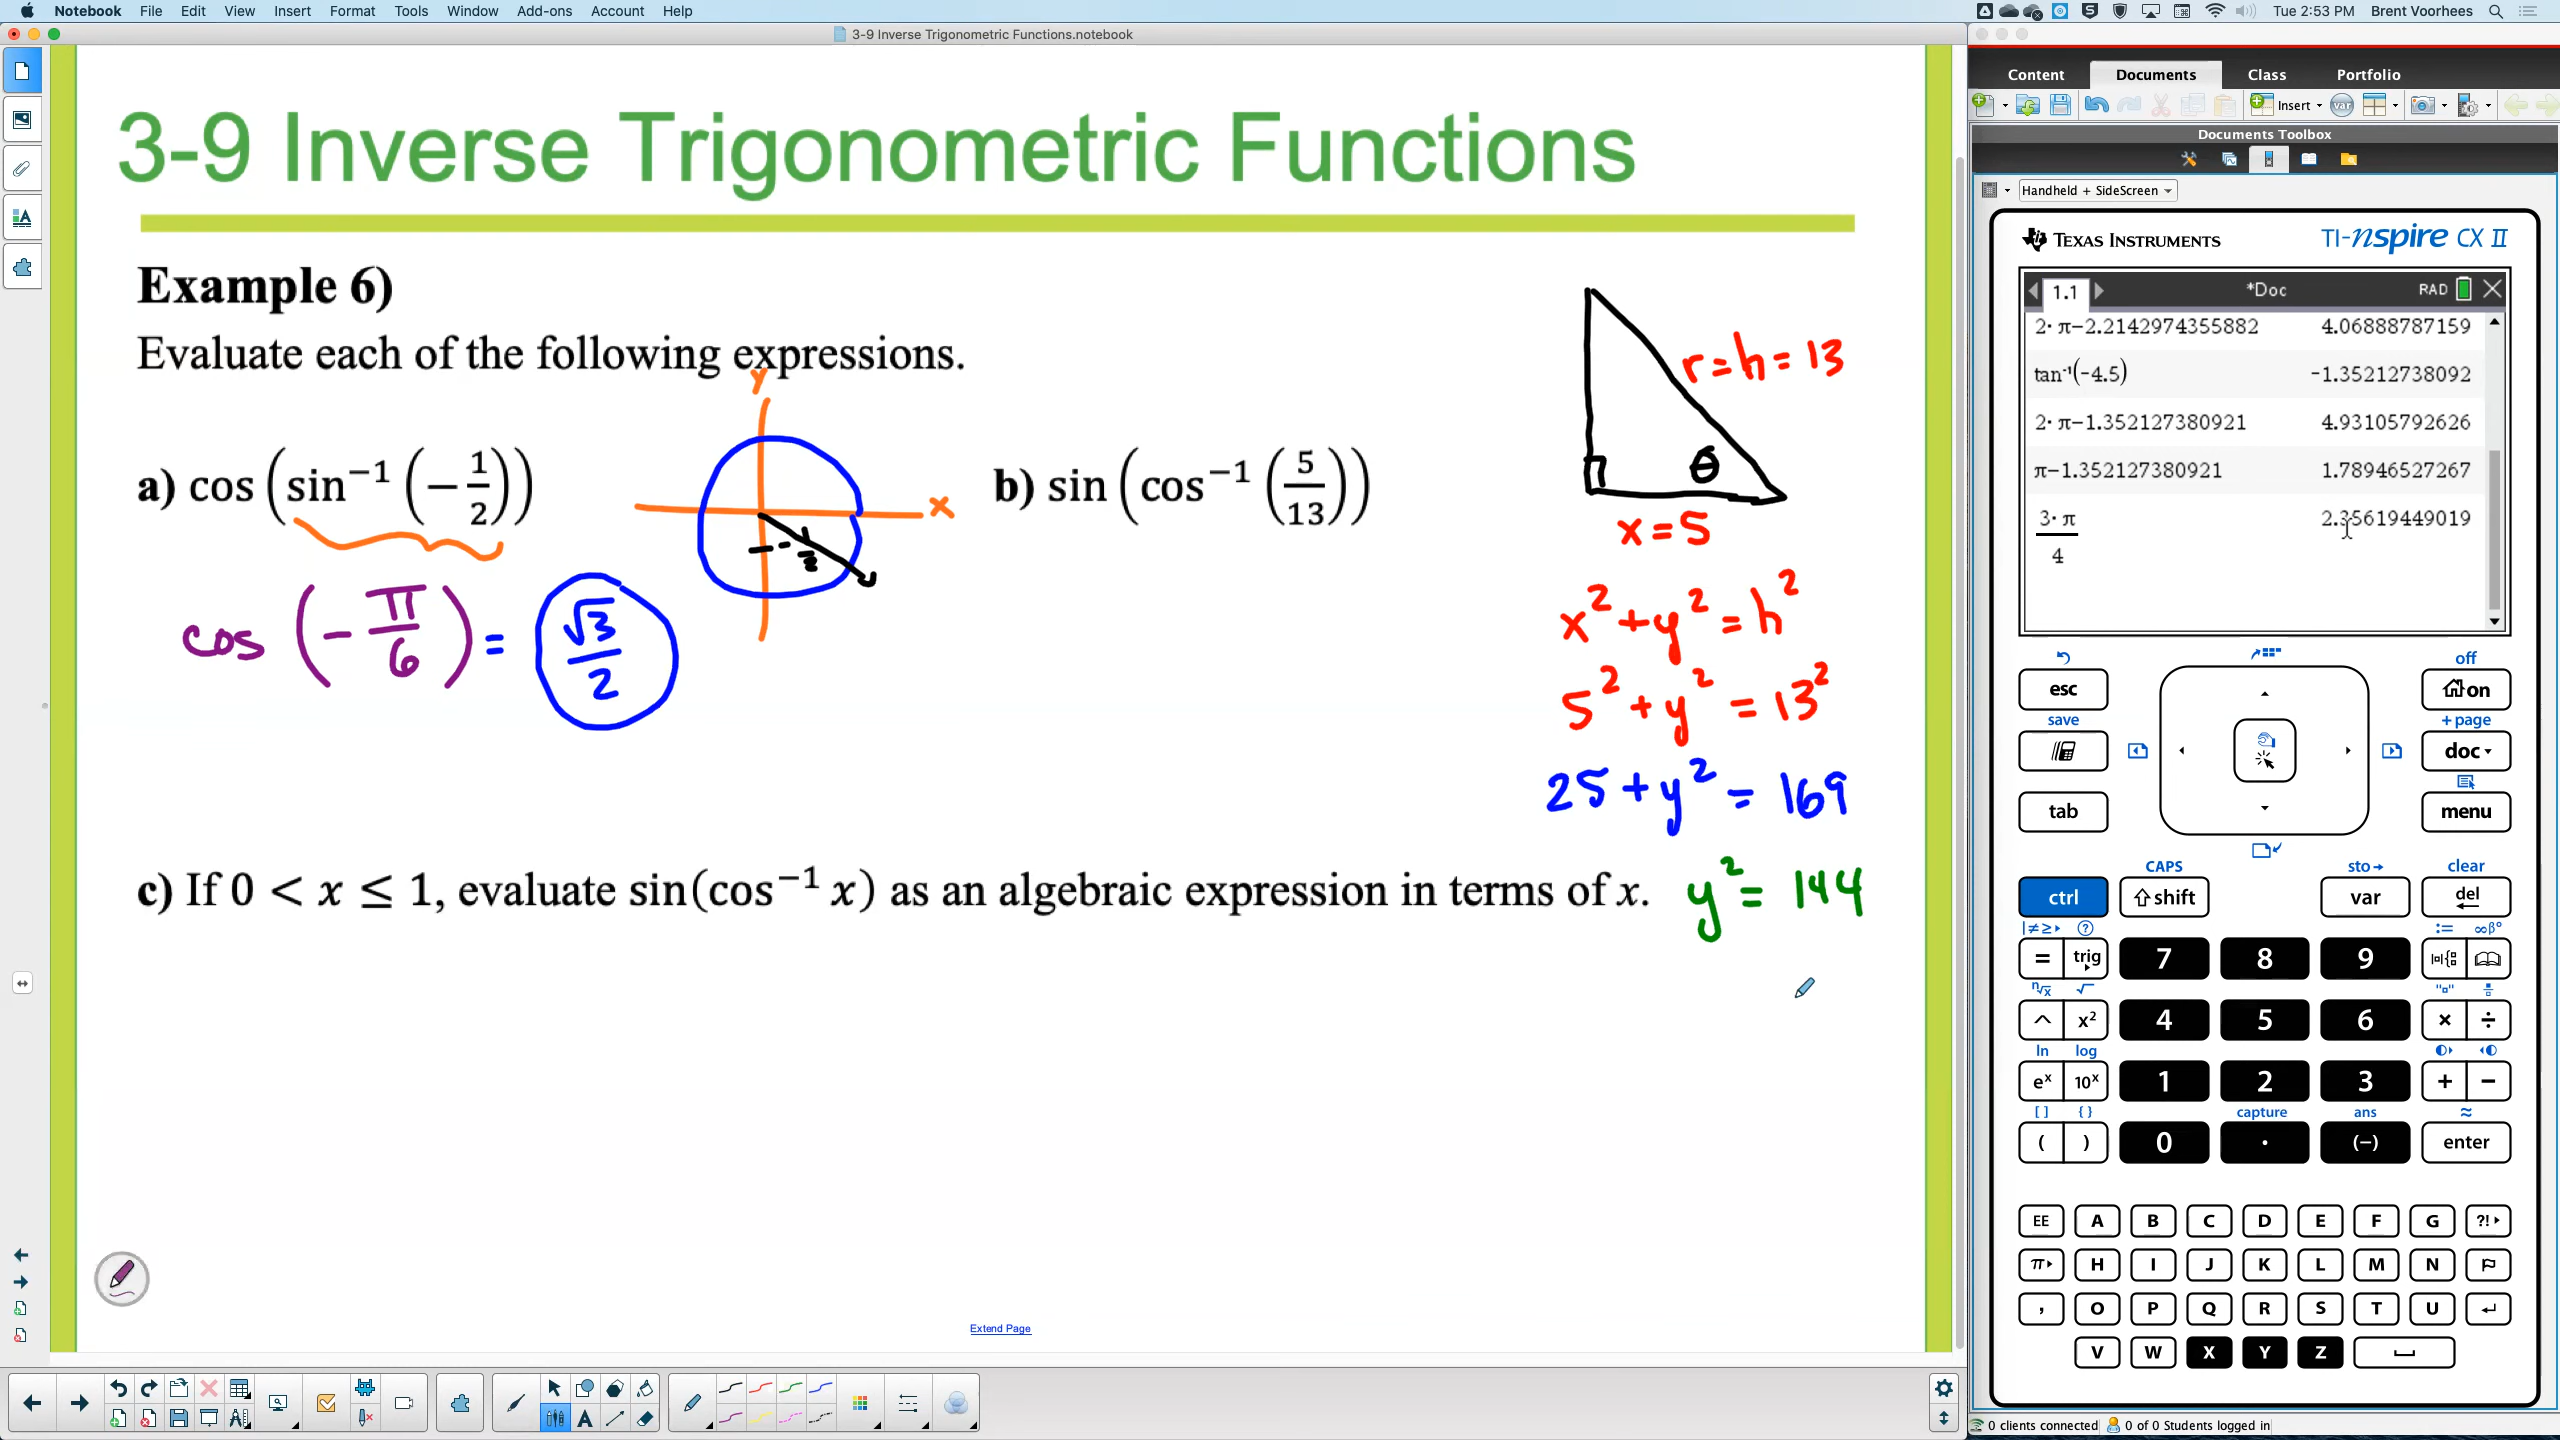 Notebook File Edit View Insert Format Tools Window Add-ons Account Help
Tue 2:53 PM Brent Voorhees
3-9 Inverse Trigonometric Functions.notebook
3-9 Inverse Trigonometric Functions
Example 6)
Evaluate each of the following expressions.
a) cos (sin⁻¹ (−1/2))
cos (−π/6) = √3/2
y
x
-1/2
b) sin (cos⁻¹ (5/13))
r = h = 13
θ
x = 5
x² + y² = h²
5² + y² = 13²
25 + y² = 169
c) If 0 < x ≤ 1, evaluate sin(cos⁻¹ x) as an algebraic expression in terms of x.
y² = 144
Extend Page
Content Documents Class Portfolio
Insert var
Documents Toolbox
Handheld + SideScreen
TEXAS INSTRUMENTS TI-nspire CX II
1.1 *Doc RAD
2·π−2.2142974355882 4.06888787159
tan⁻¹(-4.5) -1.35212738092
2·π−1.352127380921 4.93105792626
π−1.352127380921 1.78946527267
3·π/4 2.35619449019
off
esc on
save + page
doc
tab menu
CAPS sto→ clear
ctrl shift var del
|≠≥▸ ? := ∞β°
= trig 7 8 9
ⁿ√x √ "▫"
^ x² 4 5 6 × ÷
ln log
eˣ 10ˣ 1 2 3 + −
[ ] { } capture ans ≈
( ) 0 . (−) enter
EE A B C D E F G ?!▸
π▸ H I J K L M N
, O P Q R S T U
V W X Y Z
0 clients connected 0 of 0 Students logged in